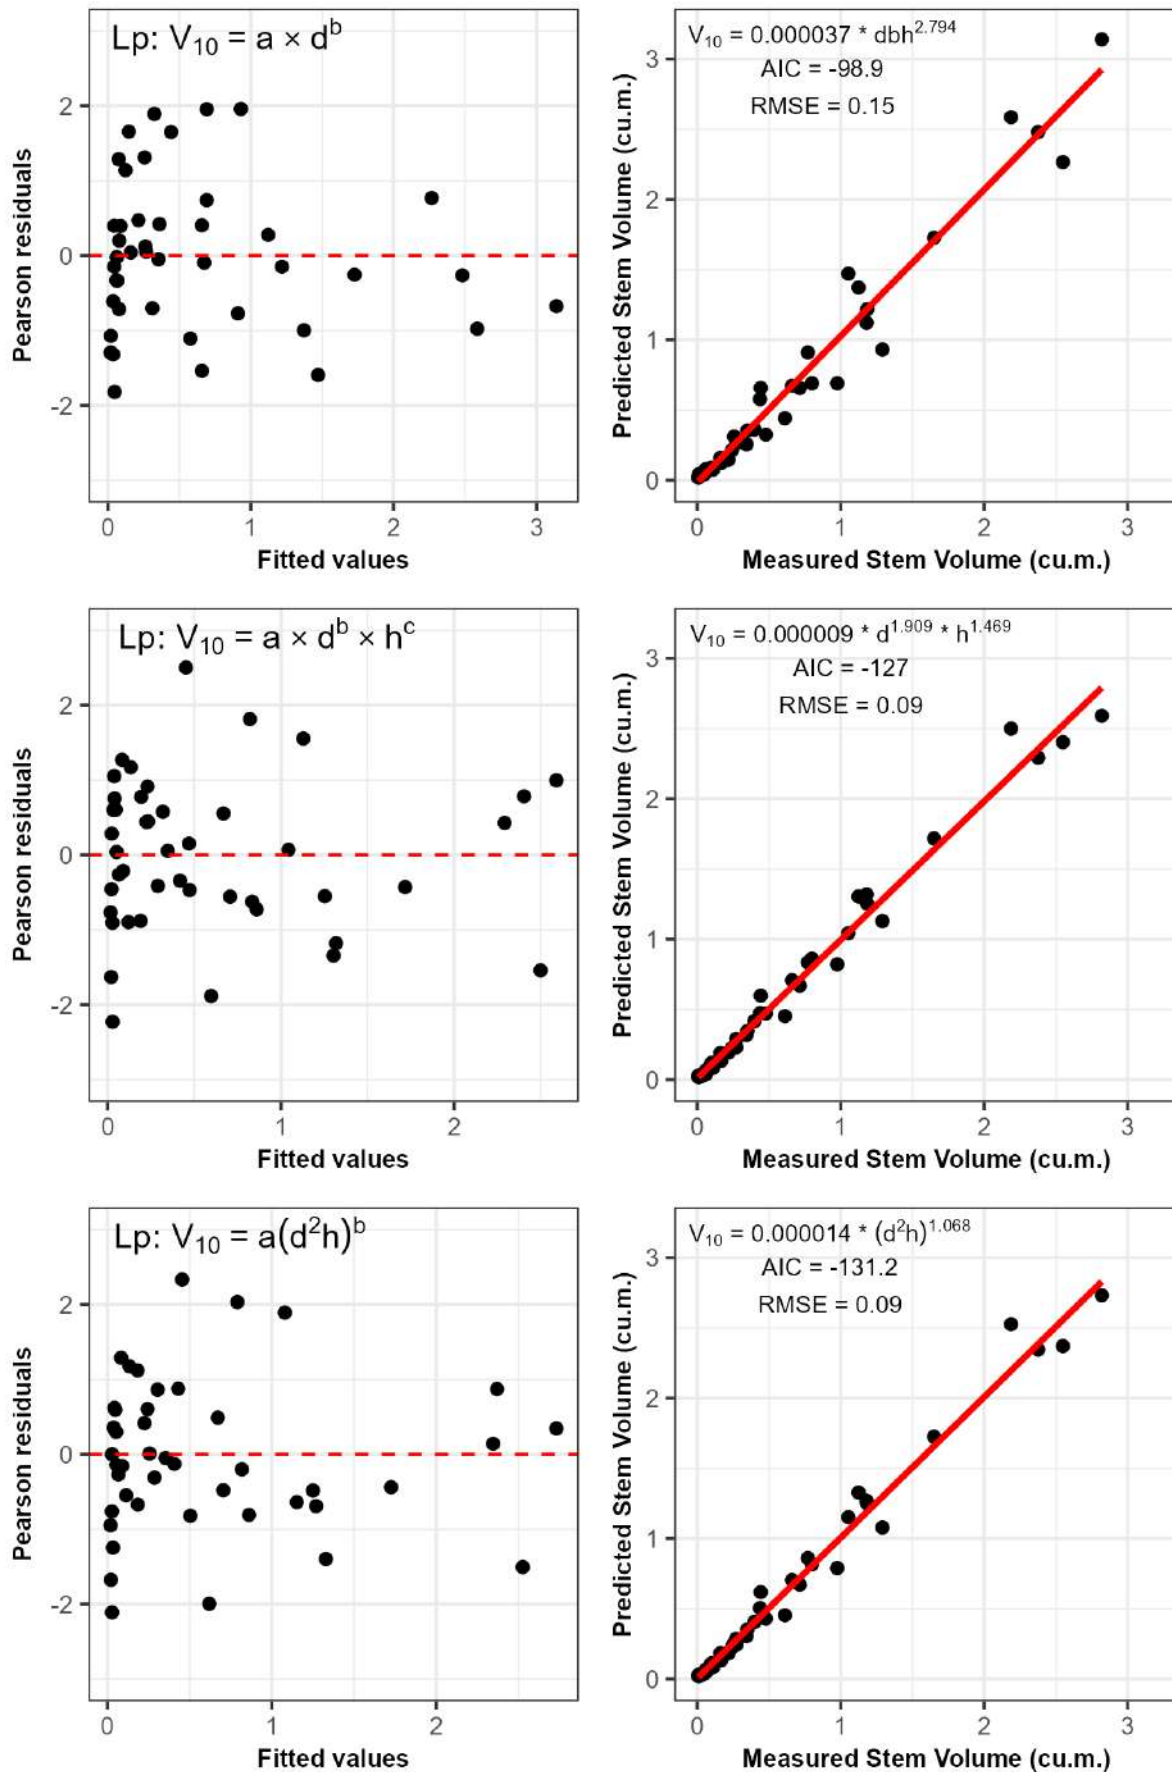 Lp: V₁₀ = a × dᵇ
2
0
-2
Pearson residuals
0 1 2 3
Fitted values
V₁₀ = 0.000037 * dbh²·⁷⁹⁴
AIC = -98.9
RMSE = 0.15
3
2
1
0
Predicted Stem Volume (cu.m.)
0 1 2 3
Measured Stem Volume (cu.m.)
Lp: V₁₀ = a × dᵇ × hᶜ
2
0
-2
Pearson residuals
0 1 2
Fitted values
V₁₀ = 0.000009 * d¹·⁹⁰⁹ * h¹·⁴⁶⁹
AIC = -127
RMSE = 0.09
3
2
1
0
Predicted Stem Volume (cu.m.)
0 1 2 3
Measured Stem Volume (cu.m.)
Lp: V₁₀ = a(d²h)ᵇ
2
0
-2
Pearson residuals
0 1 2
Fitted values
V₁₀ = 0.000014 * (d²h)¹·⁰⁶⁸
AIC = -131.2
RMSE = 0.09
3
2
1
0
Predicted Stem Volume (cu.m.)
0 1 2 3
Measured Stem Volume (cu.m.)